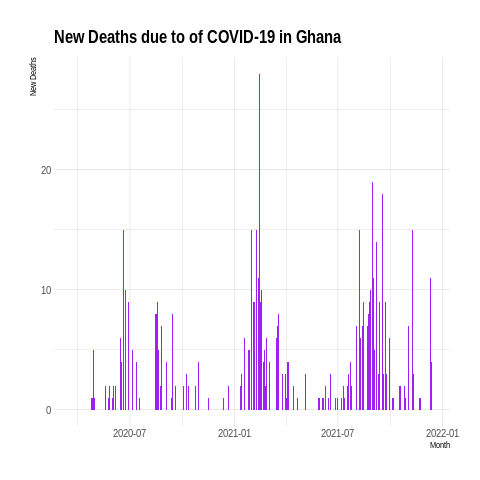 New Deaths due to of COVID-19 in Ghana
New Deaths
20
10
0
2020-07 2021-01 2021-07 2022-01
Month